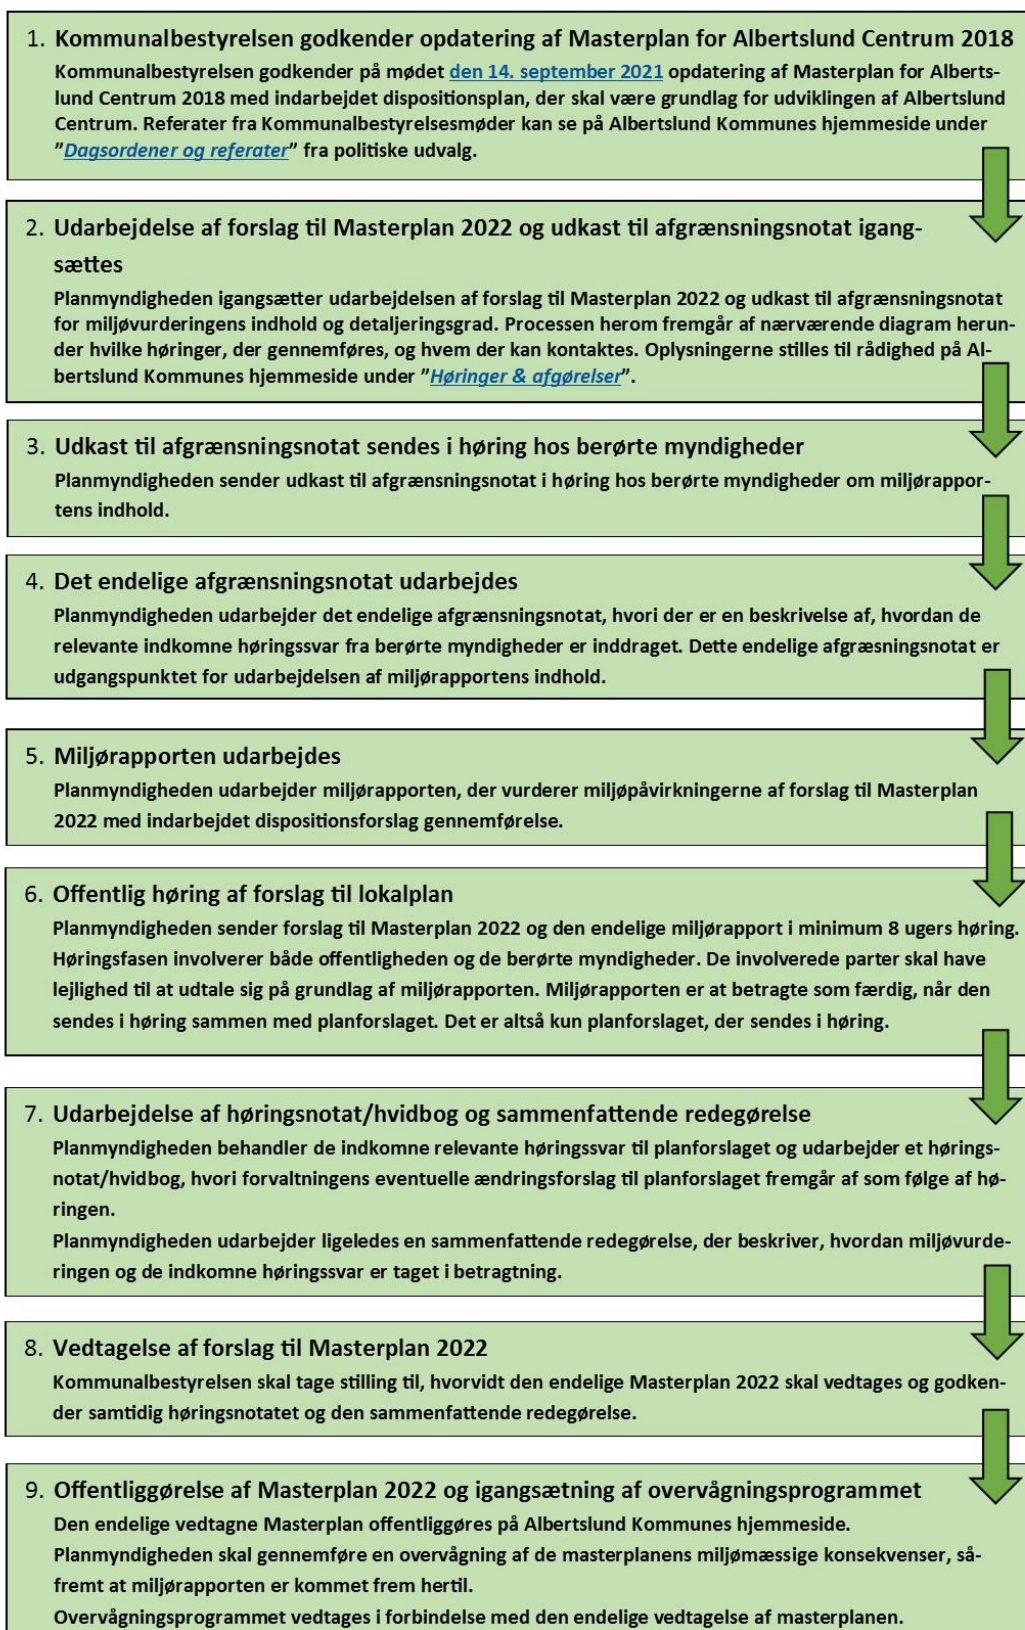 1. Kommunalbestyrelsen godkender opdatering af Masterplan for Albertslund Centrum 2018
Kommunalbestyrelsen godkender på mødet den 14. september 2021 opdatering af Masterplan for Alberts-
lund Centrum 2018 med indarbejdet dispositionsplan, der skal være grundlag for udviklingen af Albertslund
Centrum. Referater fra Kommunalbestyrelsesmøder kan se på Albertslund Kommunes hjemmeside under
"Dagsordener og referater" fra politiske udvalg.
2. Udarbejdelse af forslag til Masterplan 2022 og udkast til afgrænsningsnotat igang-
sættes
Planmyndigheden igangsætter udarbejdelsen af forslag til Masterplan 2022 og udkast til afgrænsningsnotat
for miljøvurderingens indhold og detaljeringsgrad. Processen herom fremgår af nærværende diagram herun-
der hvilke høringer, der gennemføres, og hvem der kan kontaktes. Oplysningerne stilles til rådighed på Al-
bertslund Kommunes hjemmeside under "Høringer & afgørelser".
3. Udkast til afgrænsningsnotat sendes i høring hos berørte myndigheder
Planmyndigheden sender udkast til afgrænsningsnotat i høring hos berørte myndigheder om miljørappor-
tens indhold.
4. Det endelige afgrænsningsnotat udarbejdes
Planmyndigheden udarbejder det endelige afgrænsningsnotat, hvori der er en beskrivelse af, hvordan de
relevante indkomne høringssvar fra berørte myndigheder er inddraget. Dette endelige afgræsningsnotat er
udgangspunktet for udarbejdelsen af miljørapportens indhold.
5. Miljørapporten udarbejdes
Planmyndigheden udarbejder miljørapporten, der vurderer miljøpåvirkningerne af forslag til Masterplan
2022 med indarbejdet dispositionsforslag gennemførelse.
6. Offentlig høring af forslag til lokalplan
Planmyndigheden sender forslag til Masterplan 2022 og den endelige miljørapport i minimum 8 ugers høring.
Høringsfasen involverer både offentligheden og de berørte myndigheder. De involverede parter skal have
lejlighed til at udtale sig på grundlag af miljørapporten. Miljørapporten er at betragte som færdig, når den
sendes i høring sammen med planforslaget. Det er altså kun planforslaget, der sendes i høring.
7. Udarbejdelse af høringsnotat/hvidbog og sammenfattende redegørelse
Planmyndigheden behandler de indkomne relevante høringssvar til planforslaget og udarbejder et hørings-
notat/hvidbog, hvori forvaltningens eventuelle ændringsforslag til planforslaget fremgår af som følge af hø-
ringen.
Planmyndigheden udarbejder ligeledes en sammenfattende redegørelse, der beskriver, hvordan miljøvurde-
ringen og de indkomne høringssvar er taget i betragtning.
8. Vedtagelse af forslag til Masterplan 2022
Kommunalbestyrelsen skal tage stilling til, hvorvidt den endelige Masterplan 2022 skal vedtages og godken-
der samtidig høringsnotatet og den sammenfattende redegørelse.
9. Offentliggørelse af Masterplan 2022 og igangsætning af overvågningsprogrammet
Den endelige vedtagne Masterplan offentliggøres på Albertslund Kommunes hjemmeside.
Planmyndigheden skal gennemføre en overvågning af de masterplanens miljømæssige konsekvenser, så-
fremt at miljørapporten er kommet frem hertil.
Overvågningsprogrammet vedtages i forbindelse med den endelige vedtagelse af masterplanen.